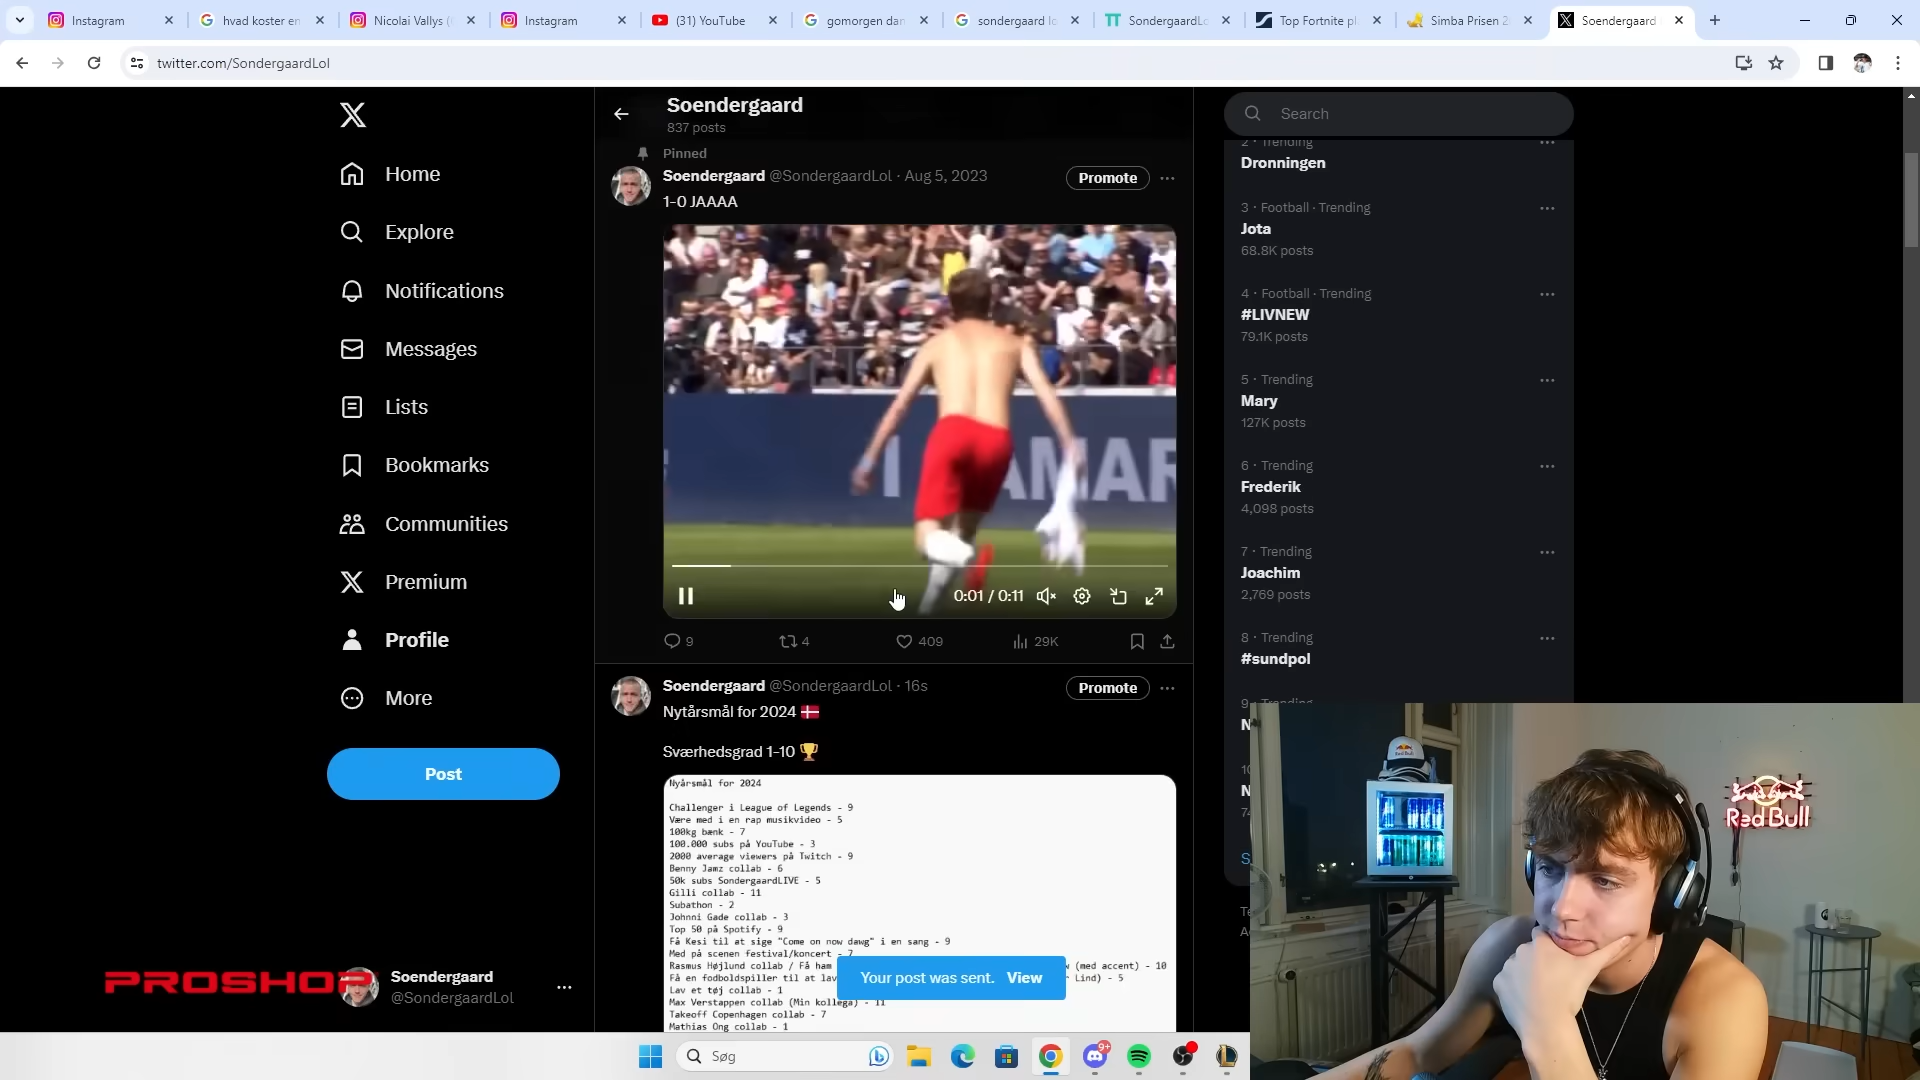 Instagram
hvad koster en
Nicolai Vallys
Instagram
(31) YouTube
gomorgen dan
sondergaard lo
SondergaardLo
Top Fortnite pl
Simba Prisen 2
Soendergaard
twitter.com/SondergaardLol
Soendergaard
837 posts
Search
Home
Explore
Notifications
Messages
Lists
Bookmarks
Communities
Premium
Profile
More
Post
Soendergaard
@SondergaardLol
PROSHOP
Pinned
Soendergaard @SondergaardLol · Aug 5, 2023
Promote
1-0 JAAAA
0:01 / 0:11
9
4
409
29K
Soendergaard @SondergaardLol · 16s
Promote
Nytårsmål for 2024 🇩🇰
Sværhedsgrad 1-10 🏆
Nyårsmål for 2024
Challenger i League of Legends - 9
Være med i en rap musikvideo - 5
100kg bænk - 7
100.000 subs på YouTube - 3
2000 average viewers på Twitch - 9
Benny Jamz collab - 6
50k subs SondergaardLIVE - 5
Gilli collab - 11
Subathon - 2
Johnni Gade collab - 3
Top 50 på Spotify - 9
Få Kesi til at sige "Come on now dawg" i en sang - 9
Med på scenen festival/koncert - 7
Rasmus Højlund collab / Få ham
(med accent) - 10
Få en fodboldspiller til at lav
Lind) - 5
Lav et tøj collab - 1
Max Verstappen collab (Min kollega) - 11
Takeoff Copenhagen collab - 7
Mathias Ong collab - 1
Your post was sent. View
2 · Trending
Dronningen
3 · Football · Trending
Jota
68.8K posts
4 · Football · Trending
#LIVNEW
79.1K posts
5 · Trending
Mary
127K posts
6 · Trending
Frederik
4,098 posts
7 · Trending
Joachim
2,769 posts
8 · Trending
#sundpol
9 · Trending
Red Bull
Søg
9+